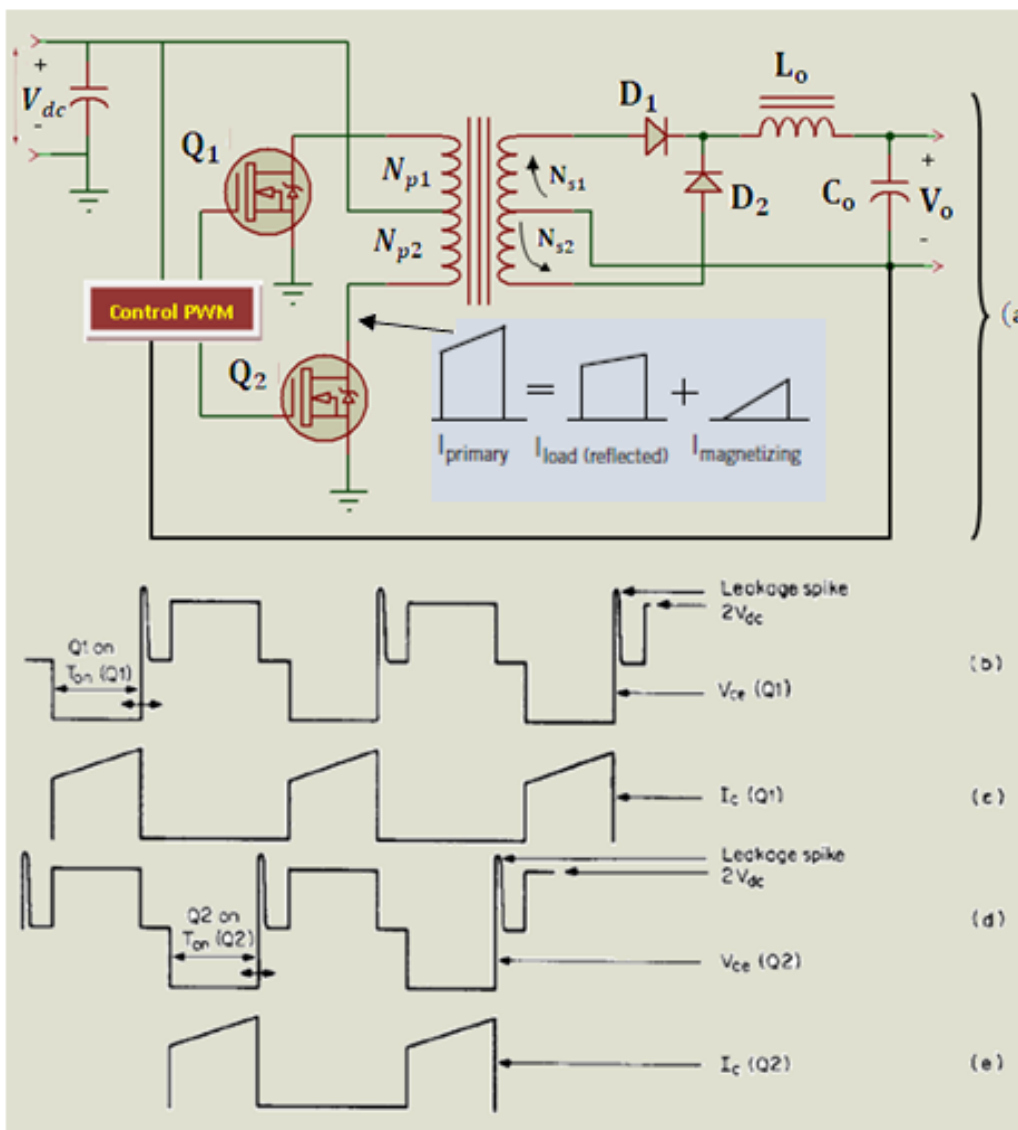 +
V_dc
-
Q₁
N_p1
N_p2
Control PWM
Q₂
N_s1
N_s2
D₁
D₂
L_o
C_o
+
V_o
-
=
+
I_primary
I_load (reflected)
I_magnetizing
(a
Leakage spike
2V_dc
Q1 on
T_on (Q1)
V_ce (Q1)
(b)
I_c (Q1)
(c)
Leakage spike
2V_dc
Q2 on
T_on (Q2)
V_ce (Q2)
(d)
I_c (Q2)
(e)